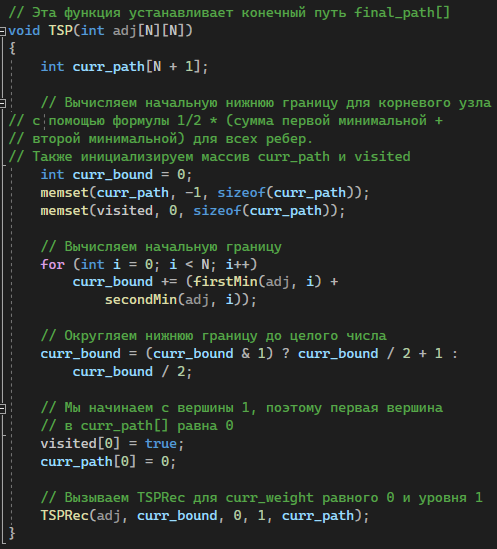 // Эта функция устанавливает конечный путь final_path[]
void TSP(int adj[N][N])
{
    int curr_path[N + 1];

    // Вычисляем начальную нижнюю границу для корневого узла
// с помощью формулы 1/2 * (сумма первой минимальной +
// второй минимальной) для всех ребер.
// Также инициализируем массив curr_path и visited
    int curr_bound = 0;
    memset(curr_path, -1, sizeof(curr_path));
    memset(visited, 0, sizeof(curr_path));

    // Вычисляем начальную границу
    for (int i = 0; i < N; i++)
        curr_bound += (firstMin(adj, i) +
            secondMin(adj, i));

    // Округляем нижнюю границу до целого числа
    curr_bound = (curr_bound & 1) ? curr_bound / 2 + 1 :
        curr_bound / 2;

    // Мы начинаем с вершины 1, поэтому первая вершина
    // в curr_path[] равна 0
    visited[0] = true;
    curr_path[0] = 0;

    // Вызываем TSPRec для curr_weight равного 0 и уровня 1
    TSPRec(adj, curr_bound, 0, 1, curr_path);
}